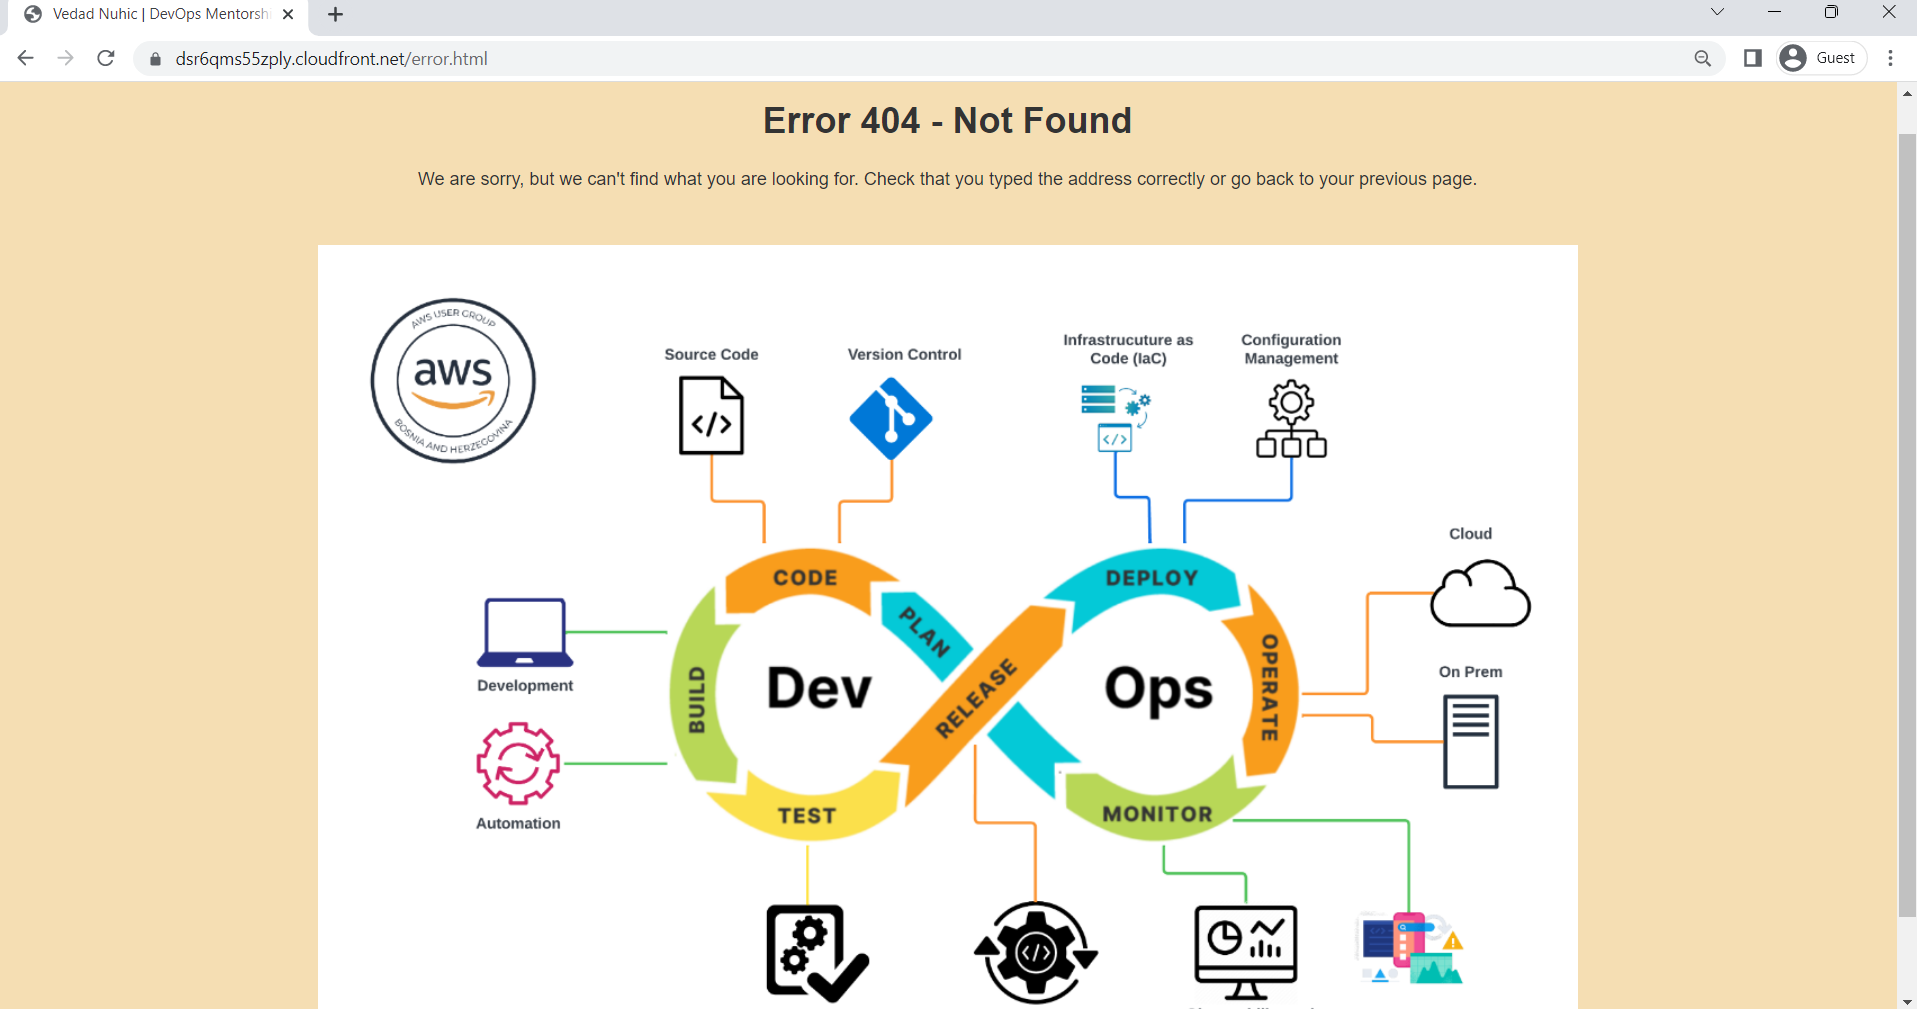 Vedad Nuhic | DevOps Mentorshi
dsr6qms55zply.cloudfront.net/error.html
Guest
Error 404 - Not Found
We are sorry, but we can't find what you are looking for. Check that you typed the address correctly or go back to your previous page.
AWS USER GROUP
aws
BOSNIA AND HERZEGOVINA
Source Code
Version Control
Infrastrucuture as
Code (IaC)
Configuration
Management
Cloud
On Prem
Development
Automation
CODE
PLAN
BUILD
Dev
TEST
RELEASE
DEPLOY
Ops
OPERATE
MONITOR